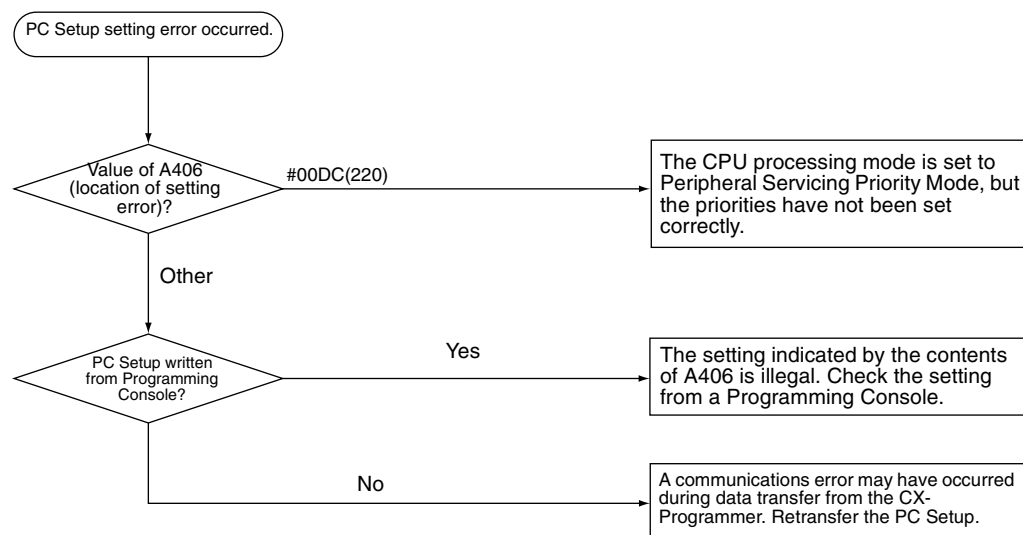 PC Setup setting error occurred.
Value of A406
(location of setting
error)?
#00DC(220)
The CPU processing mode is set to
Peripheral Servicing Priority Mode, but
the priorities have not been set
correctly.
Other
PC Setup written
from Programming
Console?
Yes
The setting indicated by the contents
of A406 is illegal. Check the setting
from a Programming Console.
No
A communications error may have occurred
during data transfer from the CX-
Programmer. Retransfer the PC Setup.